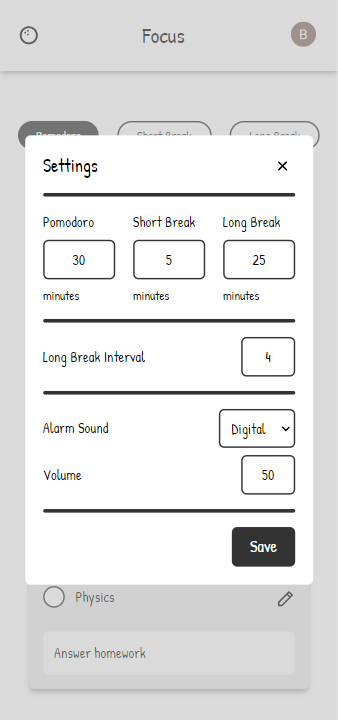 Focus
B
Pomodoro Short Break Long Break
Settings
Pomodoro Short Break Long Break
30 5 25
minutes minutes minutes
Long Break Interval 4
Alarm Sound Digital
Volume 50
Save
Physics
Answer homework